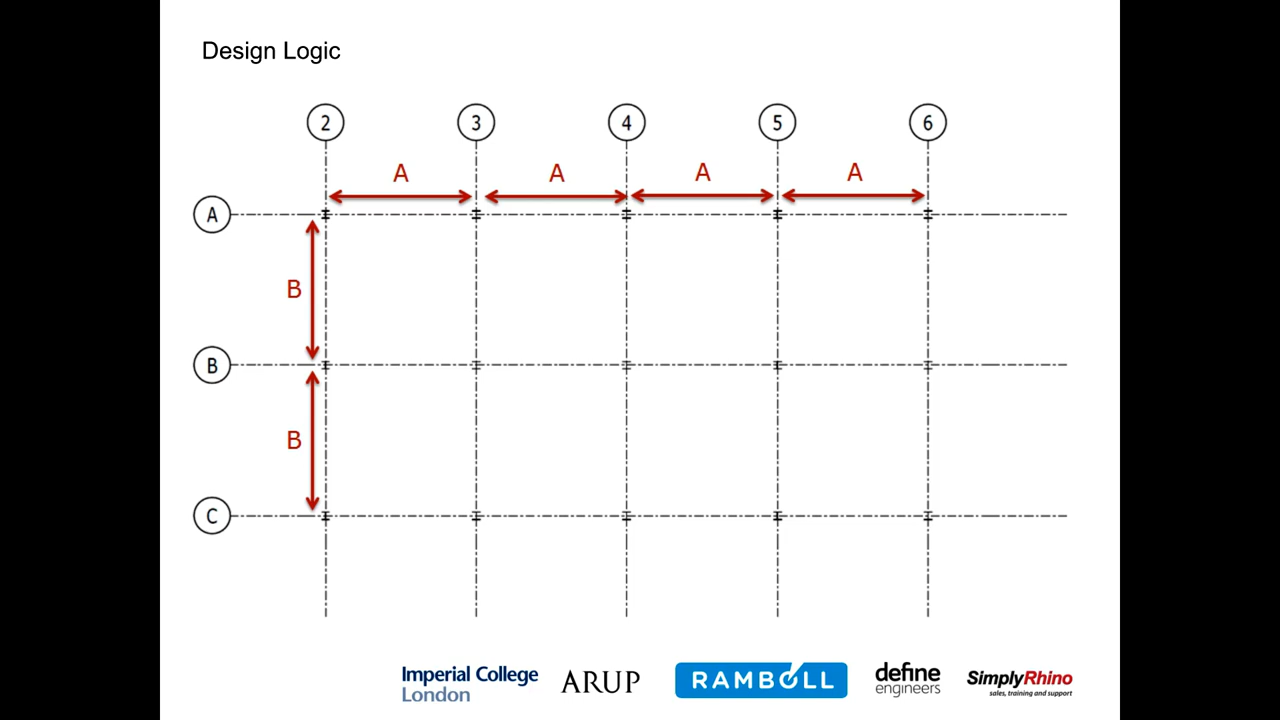 Design Logic
2 3 4 5 6
A A A A
A
B
B
B
C
Imperial College
London
ARUP
RAMBOLL
define
engineers
SimplyRhino
sales, training and support